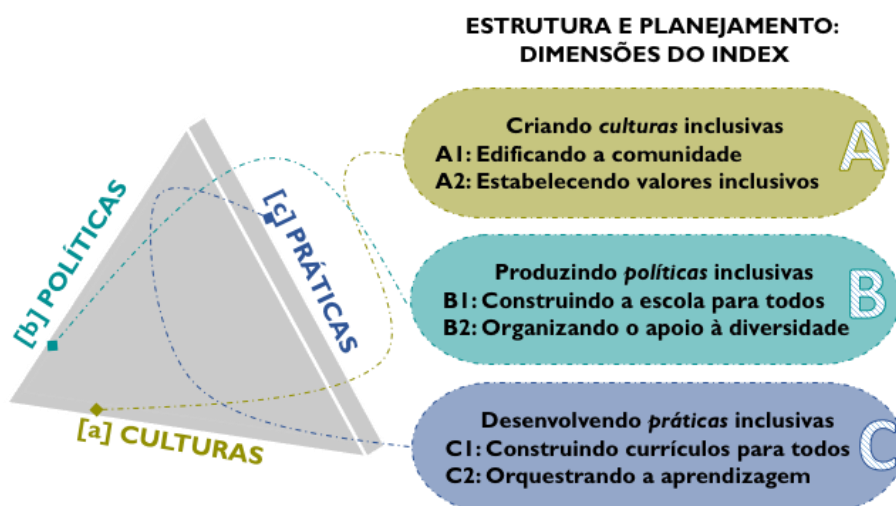 ESTRUTURA E PLANEJAMENTO:
DIMENSÕES DO INDEX
Criando culturas inclusivas
A1: Edificando a comunidade
A2: Estabelecendo valores inclusivos
A
[b] POLÍTICAS
[c] PRÁTICAS
[a] CULTURAS
Produzindo políticas inclusivas
B1: Construindo a escola para todos
B2: Organizando o apoio à diversidade
B
Desenvolvendo práticas inclusivas
C1: Construindo currículos para todos
C2: Orquestrando a aprendizagem
C